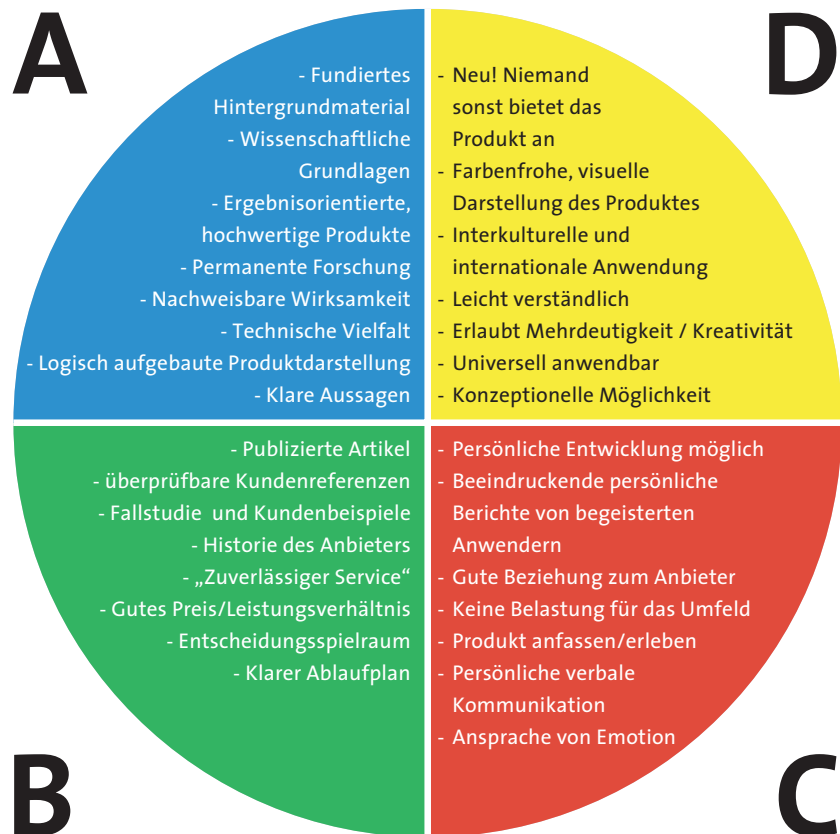 A
- Fundiertes
Hintergrundmaterial
- Wissenschaftliche
Grundlagen
- Ergebnisorientierte,
hochwertige Produkte
- Permanente Forschung
- Nachweisbare Wirksamkeit
- Technische Vielfalt
- Logisch aufgebaute Produktdarstellung
- Klare Aussagen
D
- Neu! Niemand
sonst bietet das
Produkt an
- Farbenfrohe, visuelle
Darstellung des Produktes
- Interkulturelle und
internationale Anwendung
- Leicht verständlich
- Erlaubt Mehrdeutigkeit / Kreativität
- Universell anwendbar
- Konzeptionelle Möglichkeit
- Publizierte Artikel
- überprüfbare Kundenreferenzen
- Fallstudie und Kundenbeispiele
- Historie des Anbieters
- „Zuverlässiger Service“
- Gutes Preis/Leistungsverhältnis
- Entscheidungsspielraum
- Klarer Ablaufplan
B
- Persönliche Entwicklung möglich
- Beeindruckende persönliche
Berichte von begeisterten
Anwendern
- Gute Beziehung zum Anbieter
- Keine Belastung für das Umfeld
- Produkt anfassen/erleben
- Persönliche verbale
Kommunikation
- Ansprache von Emotion
C